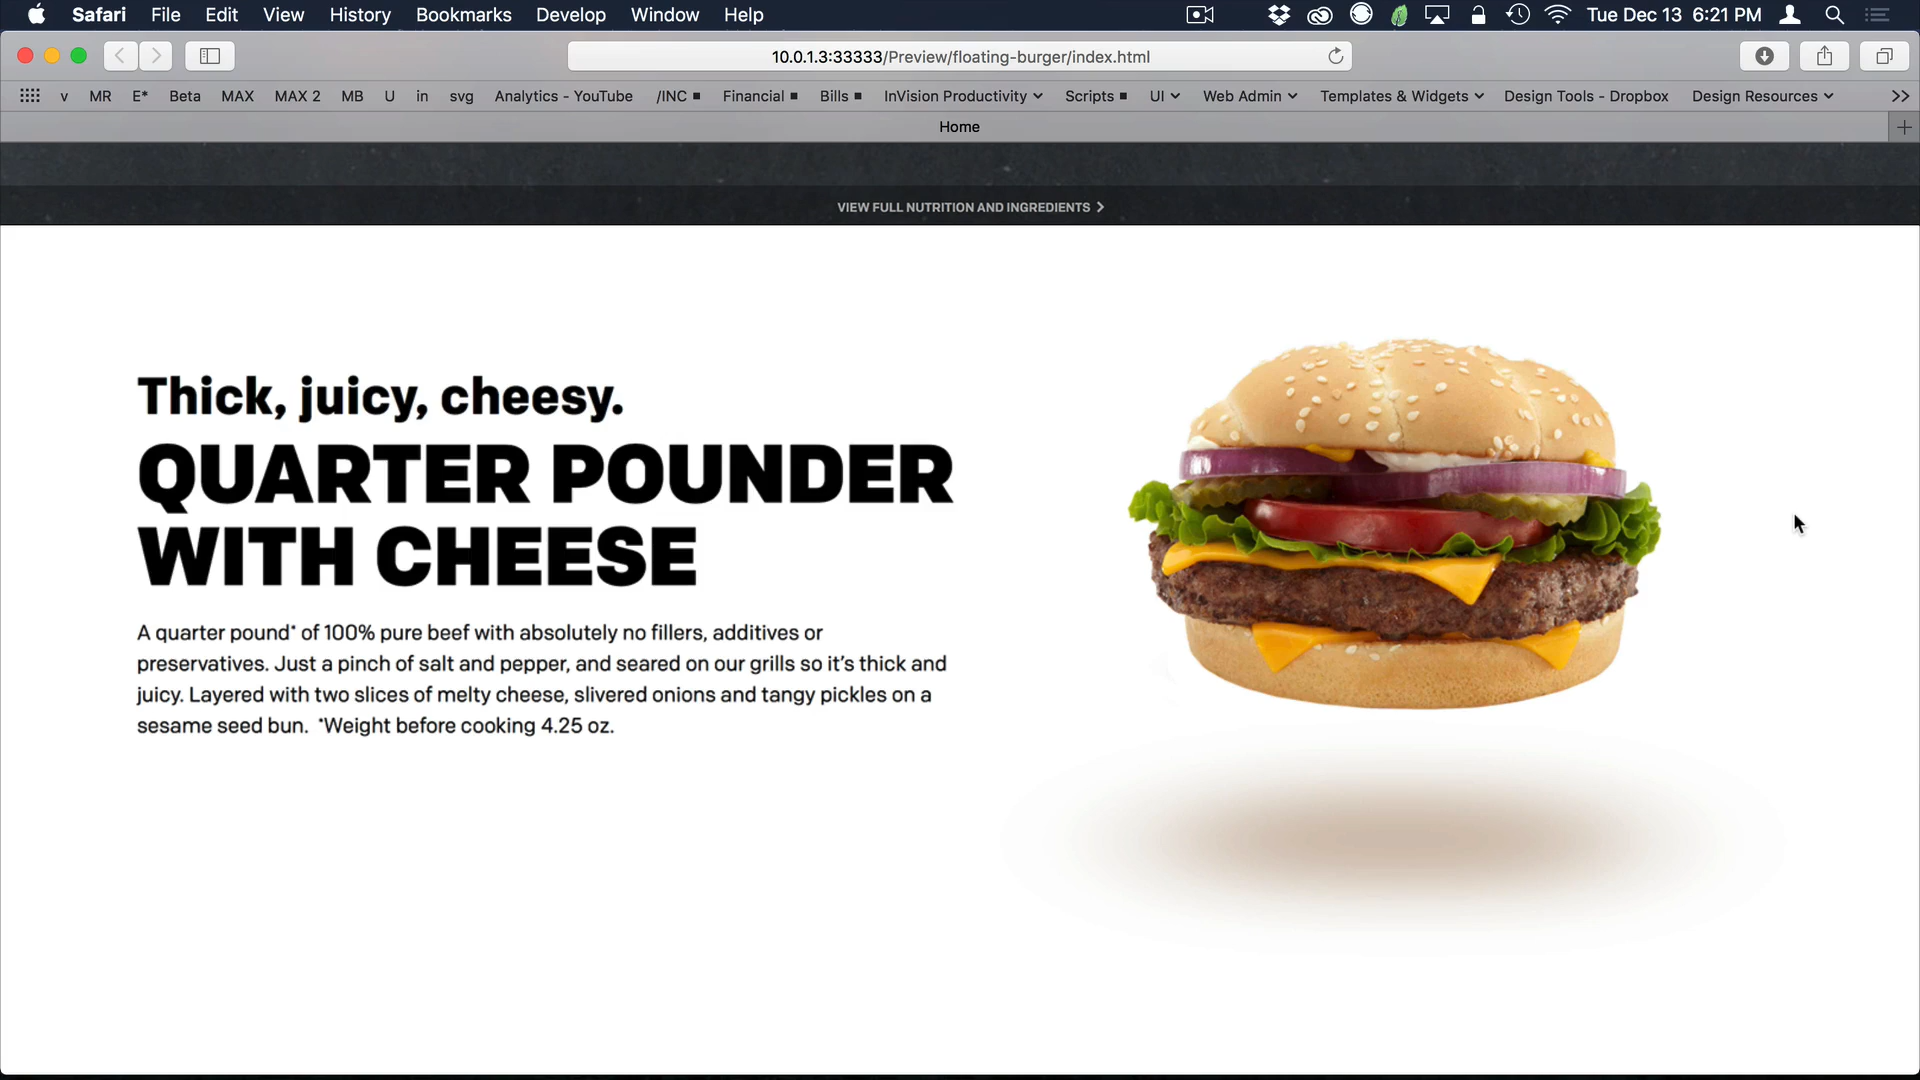 Safari File Edit View History Bookmarks Develop Window Help Tue Dec 13 6:21 PM
10.0.1.3:33333/Preview/floating-burger/index.html
v MR E* Beta MAX MAX 2 MB U in svg Analytics - YouTube /INC Financial Bills InVision Productivity Scripts UI Web Admin Templates & Widgets Design Tools - Dropbox Design Resources
Home
VIEW FULL NUTRITION AND INGREDIENTS
Thick, juicy, cheesy.
QUARTER POUNDER
WITH CHEESE
A quarter pound* of 100% pure beef with absolutely no fillers, additives or
preservatives. Just a pinch of salt and pepper, and seared on our grills so it’s thick and
juicy. Layered with two slices of melty cheese, slivered onions and tangy pickles on a
sesame seed bun. *Weight before cooking 4.25 oz.